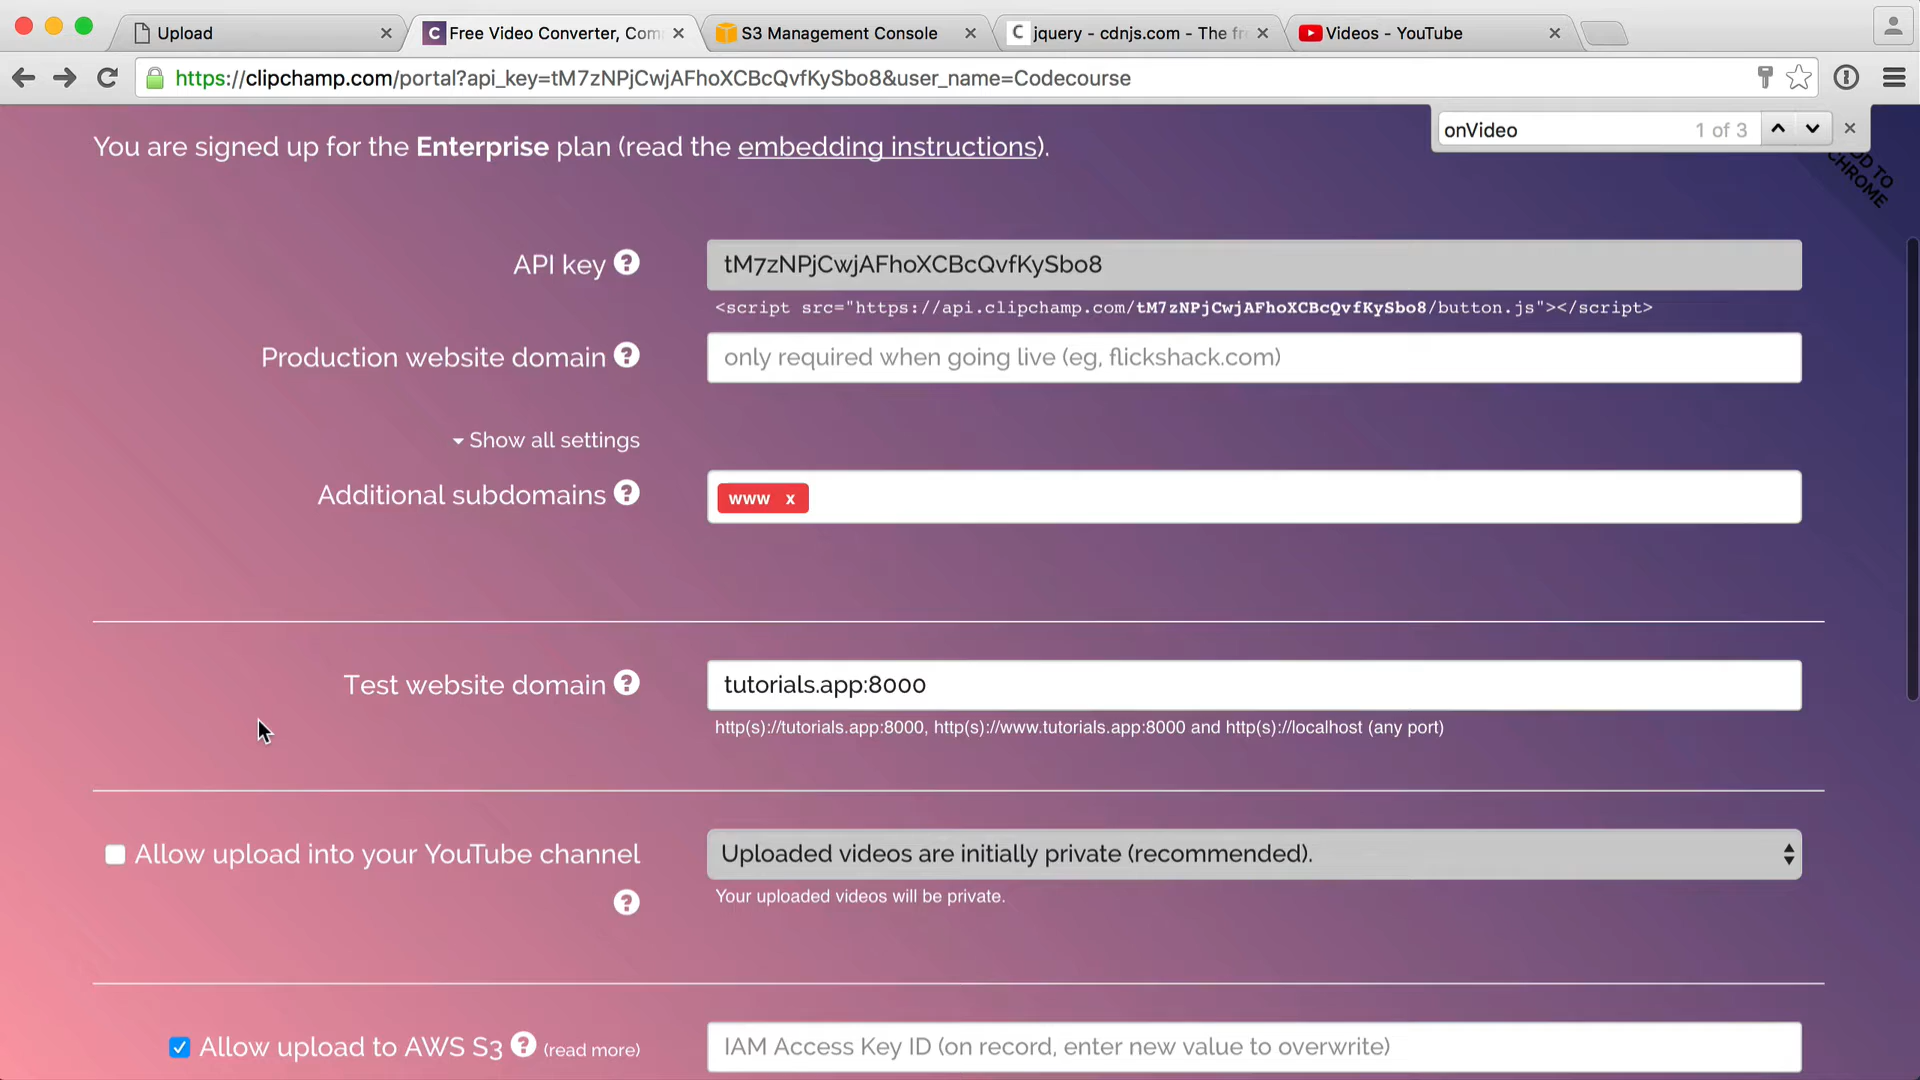 Upload
Free Video Converter, Com
S3 Management Console
jquery - cdnjs.com - The fr
Videos - YouTube
https://clipchamp.com/portal?api_key=tM7zNPjCwjAFhoXCBcQvfKySbo8&user_name=Codecourse
onVideo 1 of 3
You are signed up for the Enterprise plan (read the embedding instructions).
TO CHROME
API key ?
tM7zNPjCwjAFhoXCBcQvfKySbo8
<script src="https://api.clipchamp.com/tM7zNPjCwjAFhoXCBcQvfKySbo8/button.js"></script>
Production website domain ?
only required when going live (eg, flickshack.com)
Show all settings
Additional subdomains ?
www x
Test website domain ?
tutorials.app:8000
http(s)://tutorials.app:8000, http(s)://www.tutorials.app:8000 and http(s)://localhost (any port)
Allow upload into your YouTube channel
?
Uploaded videos are initially private (recommended).
Your uploaded videos will be private.
Allow upload to AWS S3 ? (read more)
IAM Access Key ID (on record, enter new value to overwrite)